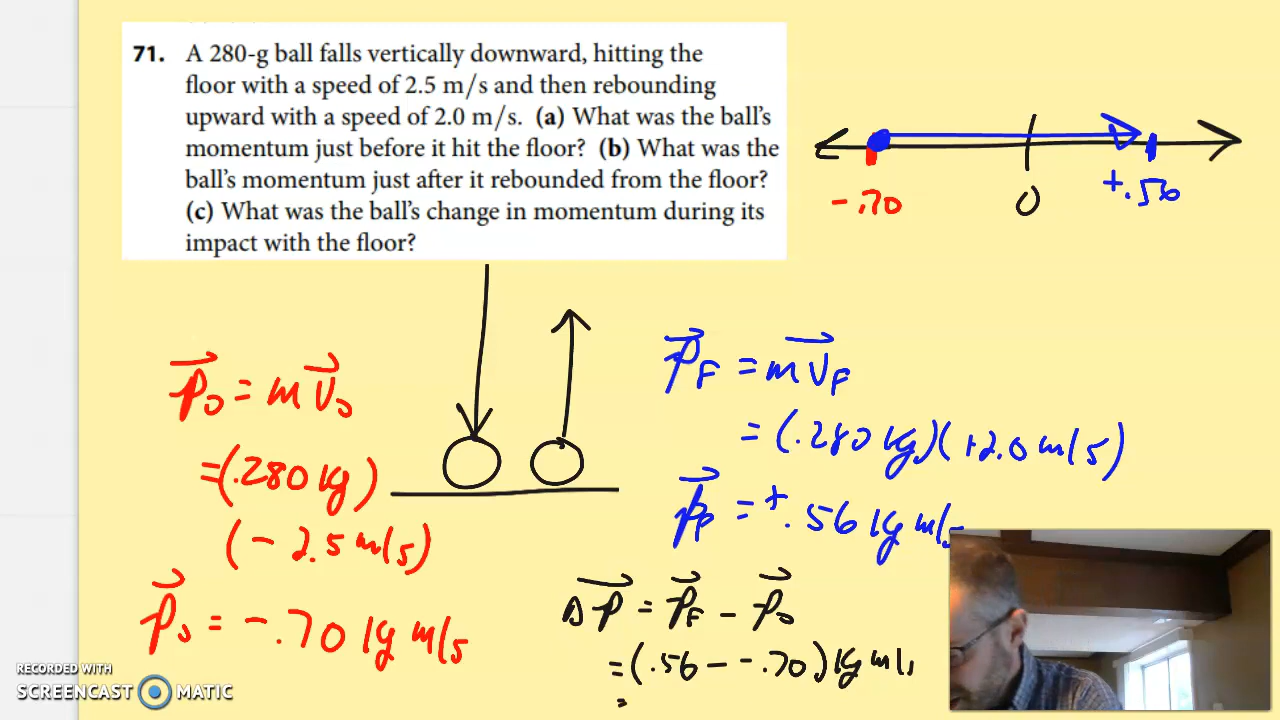 71. A 280-g ball falls vertically downward, hitting the
floor with a speed of 2.5 m/s and then rebounding
upward with a speed of 2.0 m/s. (a) What was the ball's
momentum just before it hit the floor? (b) What was the
ball's momentum just after it rebounded from the floor?
(c) What was the ball's change in momentum during its
impact with the floor?
-.70
0
+.56
p⃗₀ = m v⃗₀
=(.280 kg)
(-2.5 m/s)
p⃗₀ = -.70 kg m/s
p⃗F = m v⃗F
= (.280 kg)(+2.0 m/s)
p⃗F = +.56 kg m/s
Δp⃗ = p⃗F - p⃗₀
= (.56 - -.70) kg m/s
=
RECORDED WITH
SCREENCAST MATIC